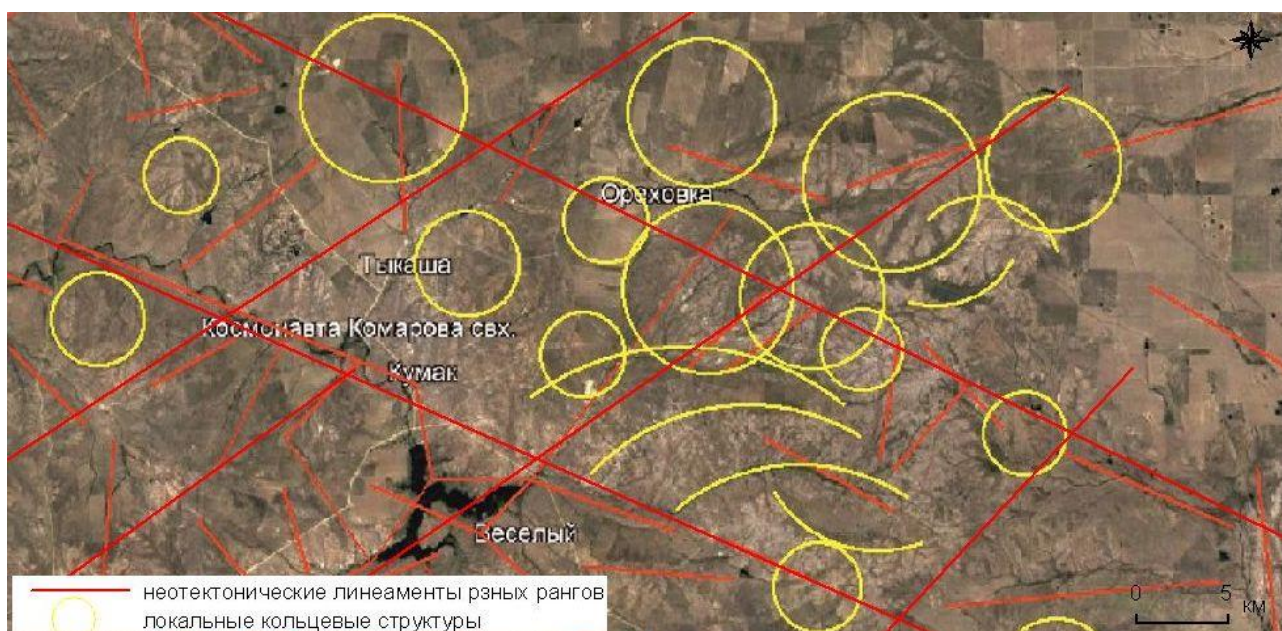 Ореховка
Тыкаша
Космонавта Комарова свх.
Кумак
Веселый
неотектонические линеаменты рзных рангов
локальные кольцевые структуры
0 5
км